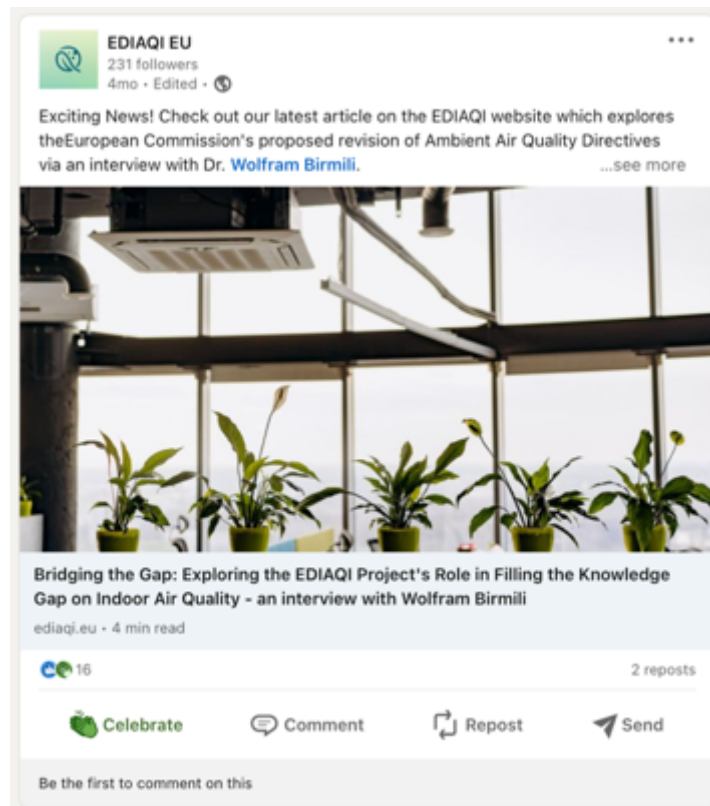 EDIAQI EU
231 followers
4mo • Edited •
Exciting News! Check out our latest article on the EDIAQI website which explores
theEuropean Commission's proposed revision of Ambient Air Quality Directives
via an interview with Dr. Wolfram Birmili. ...see more
Bridging the Gap: Exploring the EDIAQI Project's Role in Filling the Knowledge
Gap on Indoor Air Quality - an interview with Wolfram Birmili
ediaqi.eu • 4 min read
16 2 reposts
Celebrate Comment Repost Send
Be the first to comment on this